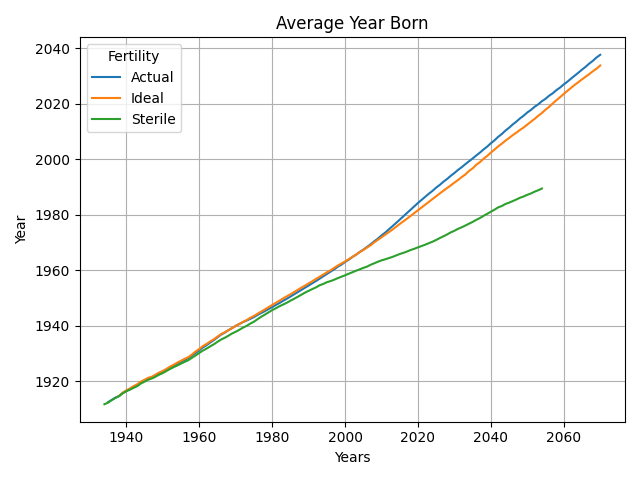 Average Year Born
Fertility
Actual
Ideal
Sterile
Year
2040
2020
2000
1980
1960
1940
1920
1940 1960 1980 2000 2020 2040 2060
Years